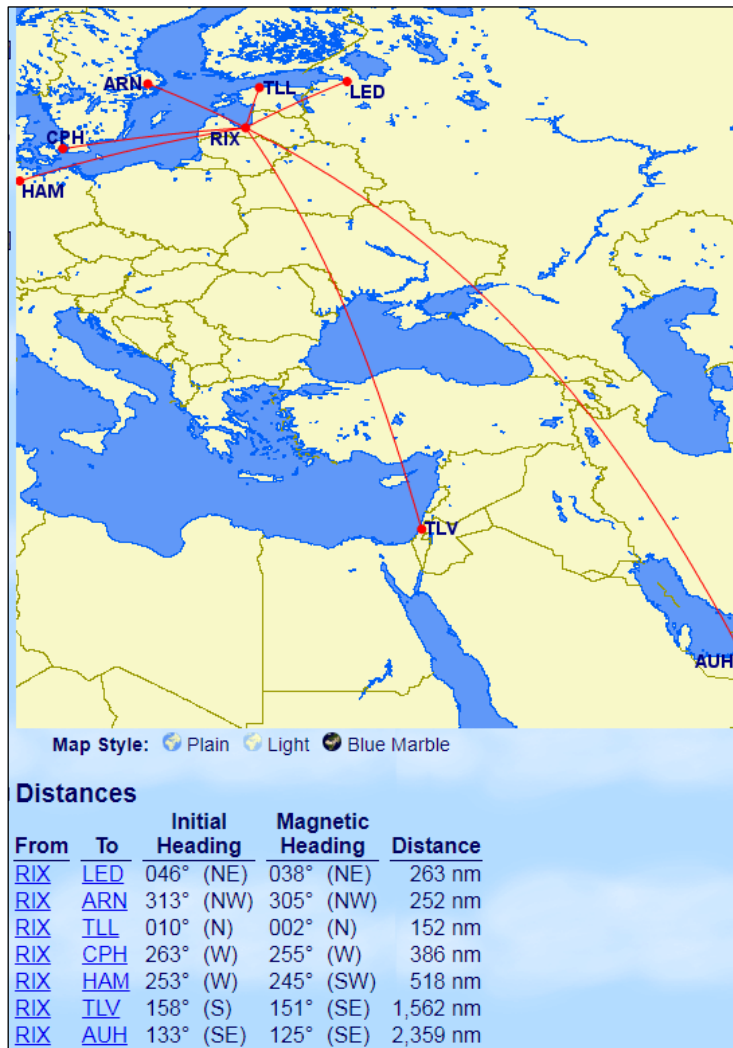 ARN
TLL
LED
CPH
RIX
HAM
TLV
AUH
Map Style: Plain Light Blue Marble
Distances
Initial Magnetic
From To Heading Heading Distance
RIX LED 046° (NE) 038° (NE) 263 nm
RIX ARN 313° (NW) 305° (NW) 252 nm
RIX TLL 010° (N) 002° (N) 152 nm
RIX CPH 263° (W) 255° (W) 386 nm
RIX HAM 253° (W) 245° (SW) 518 nm
RIX TLV 158° (S) 151° (SE) 1,562 nm
RIX AUH 133° (SE) 125° (SE) 2,359 nm